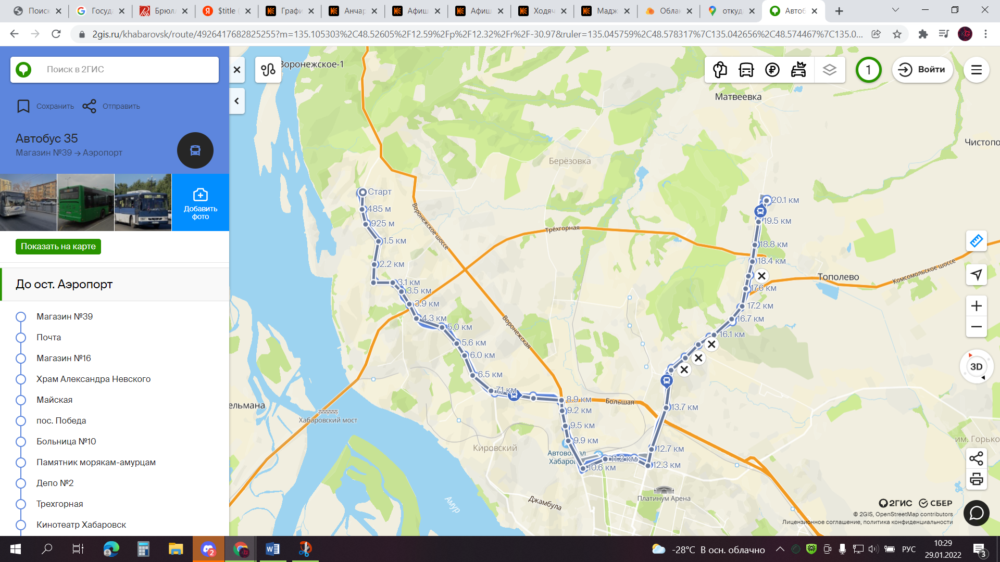 Поиск
Госуда
Брюлл
$title (
Графи
Анчар
Афиш
Афиш
Ходяч
Мадж
Облак
откуда
Автоб
2gis.ru/khabarovsk/route/4926417682825255?m=135.105303%2C48.52605%2F12.59%2Fp%2F12.32%2Fr%2F-30.97&ruler=135.045759%2C48.578317%7C135.042656%2C48.574467%7C135.0...
Поиск в 2ГИС
Сохранить
Отправить
Автобус 35
Магазин №39 → Аэропорт
Добавить
фото
Показать на карте
До ост. Аэропорт
Магазин №39
Почта
Магазин №16
Храм Александра Невского
Майская
пос. Победа
Больница №10
Памятник морякам-амурцам
Депо №2
Трехгорная
Кинотеатр Хабаровск
Воронежское-1
1
Войти
Матвеевка
Чистопо
Берёзовка
Старт
485 м
925 м
1.5 км
2.2 км
3.1 км
3.5 км
3.9 км
4.3 км
5.0 км
5.6 км
6.0 км
6.5 км
7.1 км
8.9 км
9.2 км
9.5 км
9.9 км
10.6 км
11.2 км
12.3 км
12.7 км
13.7 км
16.1 км
16.7 км
17.2 км
17.6 км
18.4 км
18.8 км
19.5 км
20.1 км
Воронежское шоссе
Трёхгорная
Воронежская
Большая
Тополево
Комсомольское шоссе
ельмана
Хабаровский мост
Кировский
Автовокзал
Хабаро
Джамбула
Амур
Платинум Арена
им. Горько
3D
2ГИС
СБЕР
© 2GIS, OpenStreetMap contributors
Лицензионное соглашение, политика конфиденциальности
2
-28°C В осн. облачно
РУС
10:29
29.01.2022
3